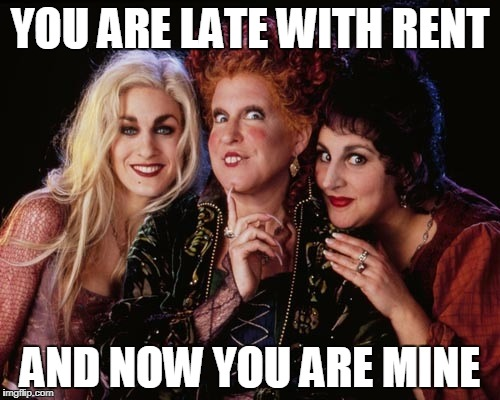 YOU ARE LATE WITH RENT
AND NOW YOU ARE MINE
imgflip.com